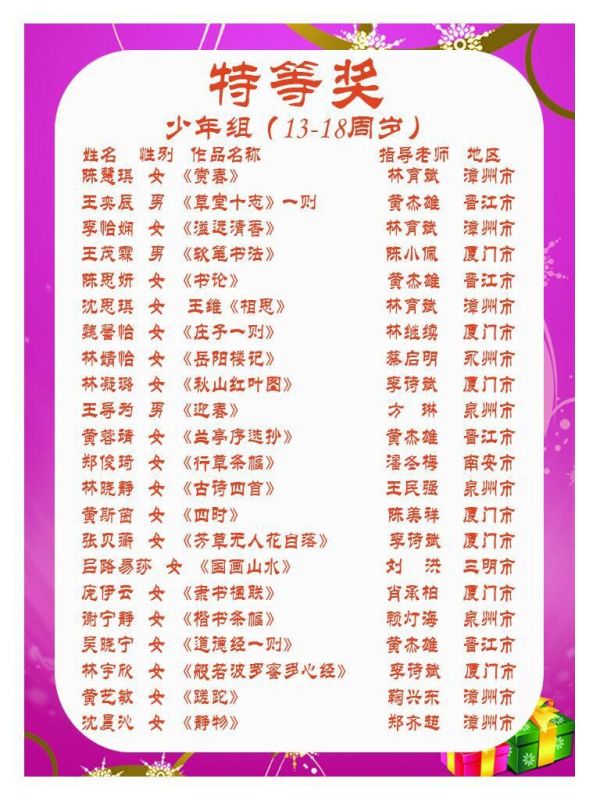 特等奖
少年组（13-18周岁）
姓名 性别 作品名称 指导老师 地区
陈慧琪 女 《赏春》 林育斌 漳州市
王奕辰 男 《草堂十志》一则 黄杰雄 晋江市
李怡娴 女 《溢远清香》 林育斌 漳州市
王茂霖 男 《软笔书法》 陈小佩 厦门市
陈思妍 女 《书论》 黄杰雄 晋江市
沈思琪 女 王维《相思》 林育斌 漳州市
魏馨怡 女 《庄子一则》 林继续 厦门市
林婧怡 女 《岳阳楼记》 蔡启明 永州市
林凝璐 女 《秋山红叶图》 李诗斌 厦门市
王导为 男 《迎春》 方 琳 泉州市
黄蓉琦 女 《兰亭序选抄》 黄杰雄 晋江市
郑俊琦 女 《行草条幅》 潘冬梅 南安市
林晓静 女 《古诗四首》 王民强 泉州市
黄斯茵 女 《四时》 陈美祥 厦门市
张贝 女 《芳草无人花自落》 李诗斌 厦门市
吕路易莎 女 《国画山水》 刘 洪 三明市
庞伊云 女 《隶书楹联》 肖承柏 厦门市
谢宁静 女 《楷书条幅》 赖灯海 漳州市
吴晓宁 女 《道德经一则》 黄杰雄 晋江市
林宇欣 女 《般若波罗蜜多心经》 李诗斌 厦门市
黄艺敏 女 《蹉跎》 鞠兴东 漳州市
沈晨沁 女 《静物》 郑齐超 漳州市